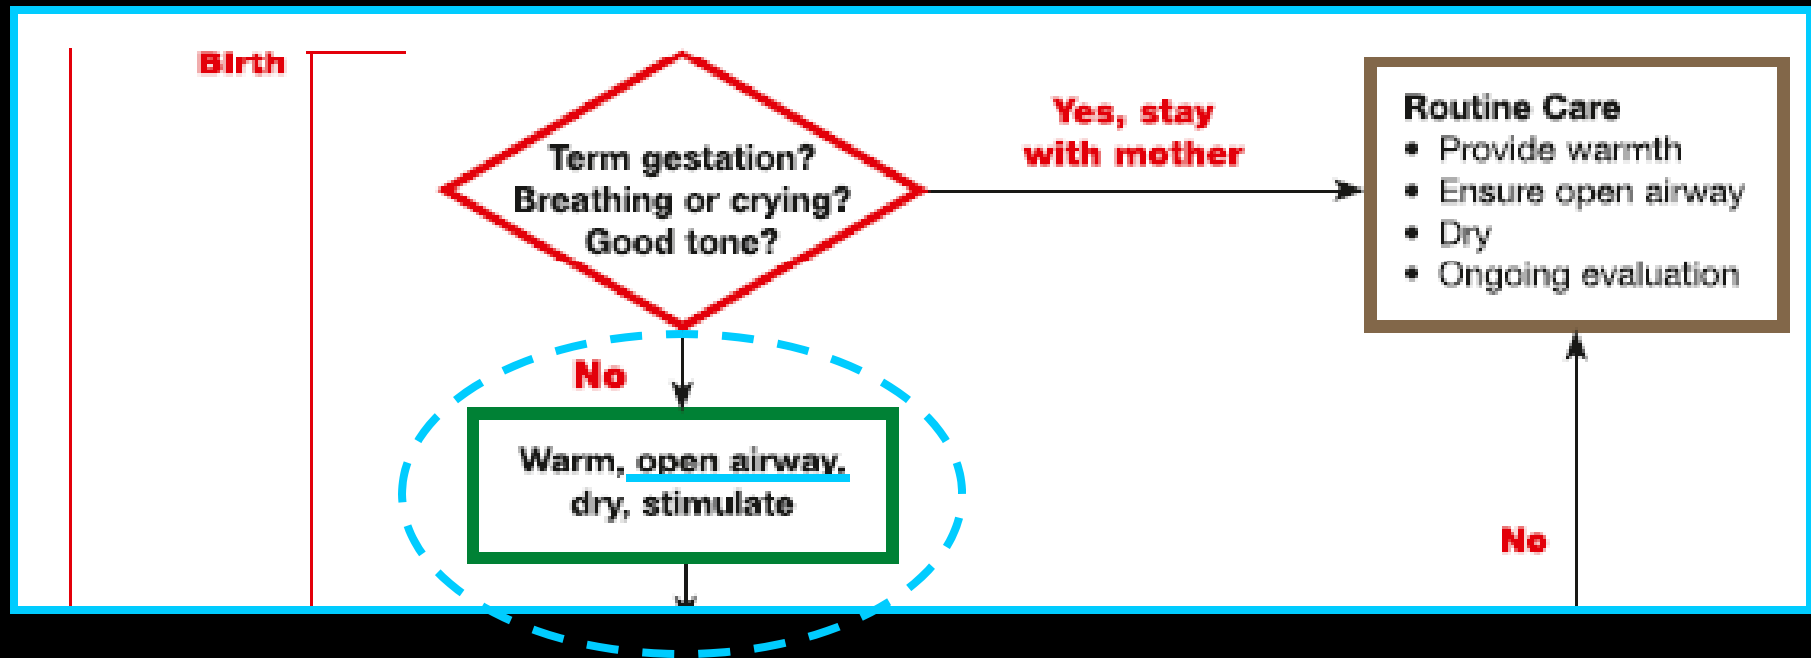 Birth
Term gestation?
Breathing or crying?
Good tone?
Yes, stay
with mother
Routine Care
• Provide warmth
• Ensure open airway
• Dry
• Ongoing evaluation
No
Warm, open airway,
dry, stimulate
No